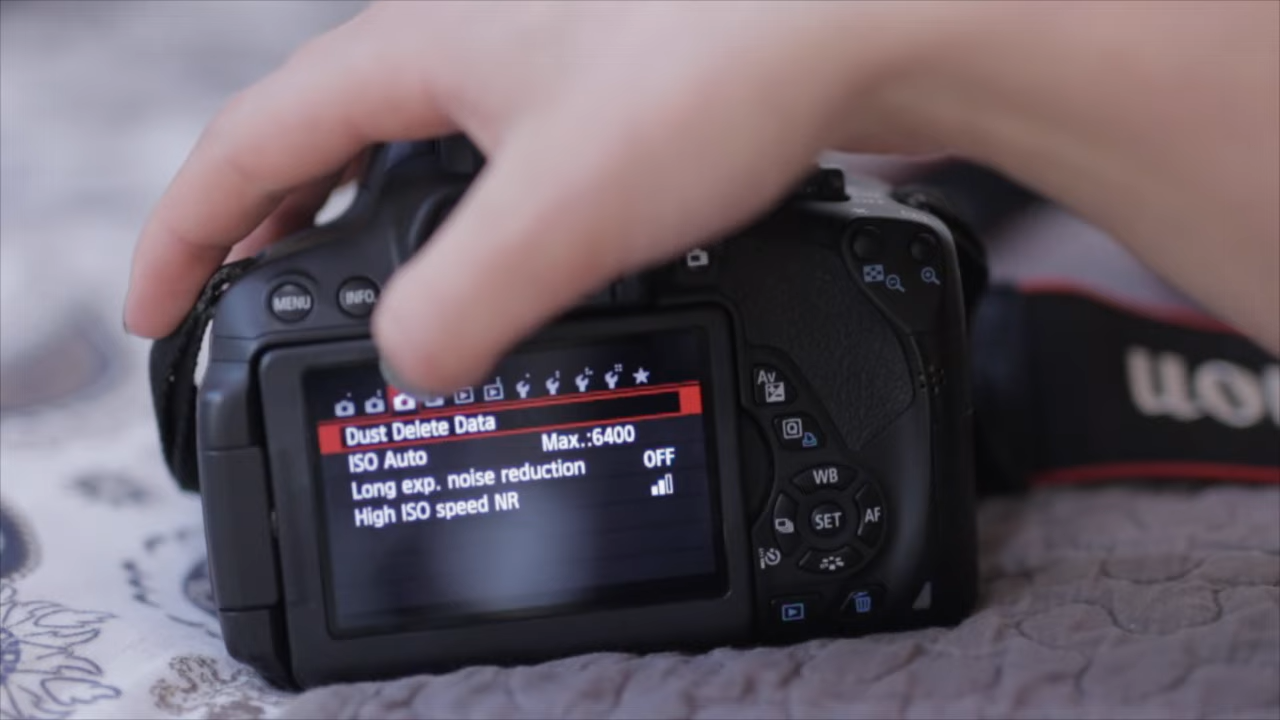 MENU
INFO.
Dust Delete Data
ISO Auto Max.:6400
Long exp. noise reduction OFF
High ISO speed NR
Av
Q
WB
SET
AF
non